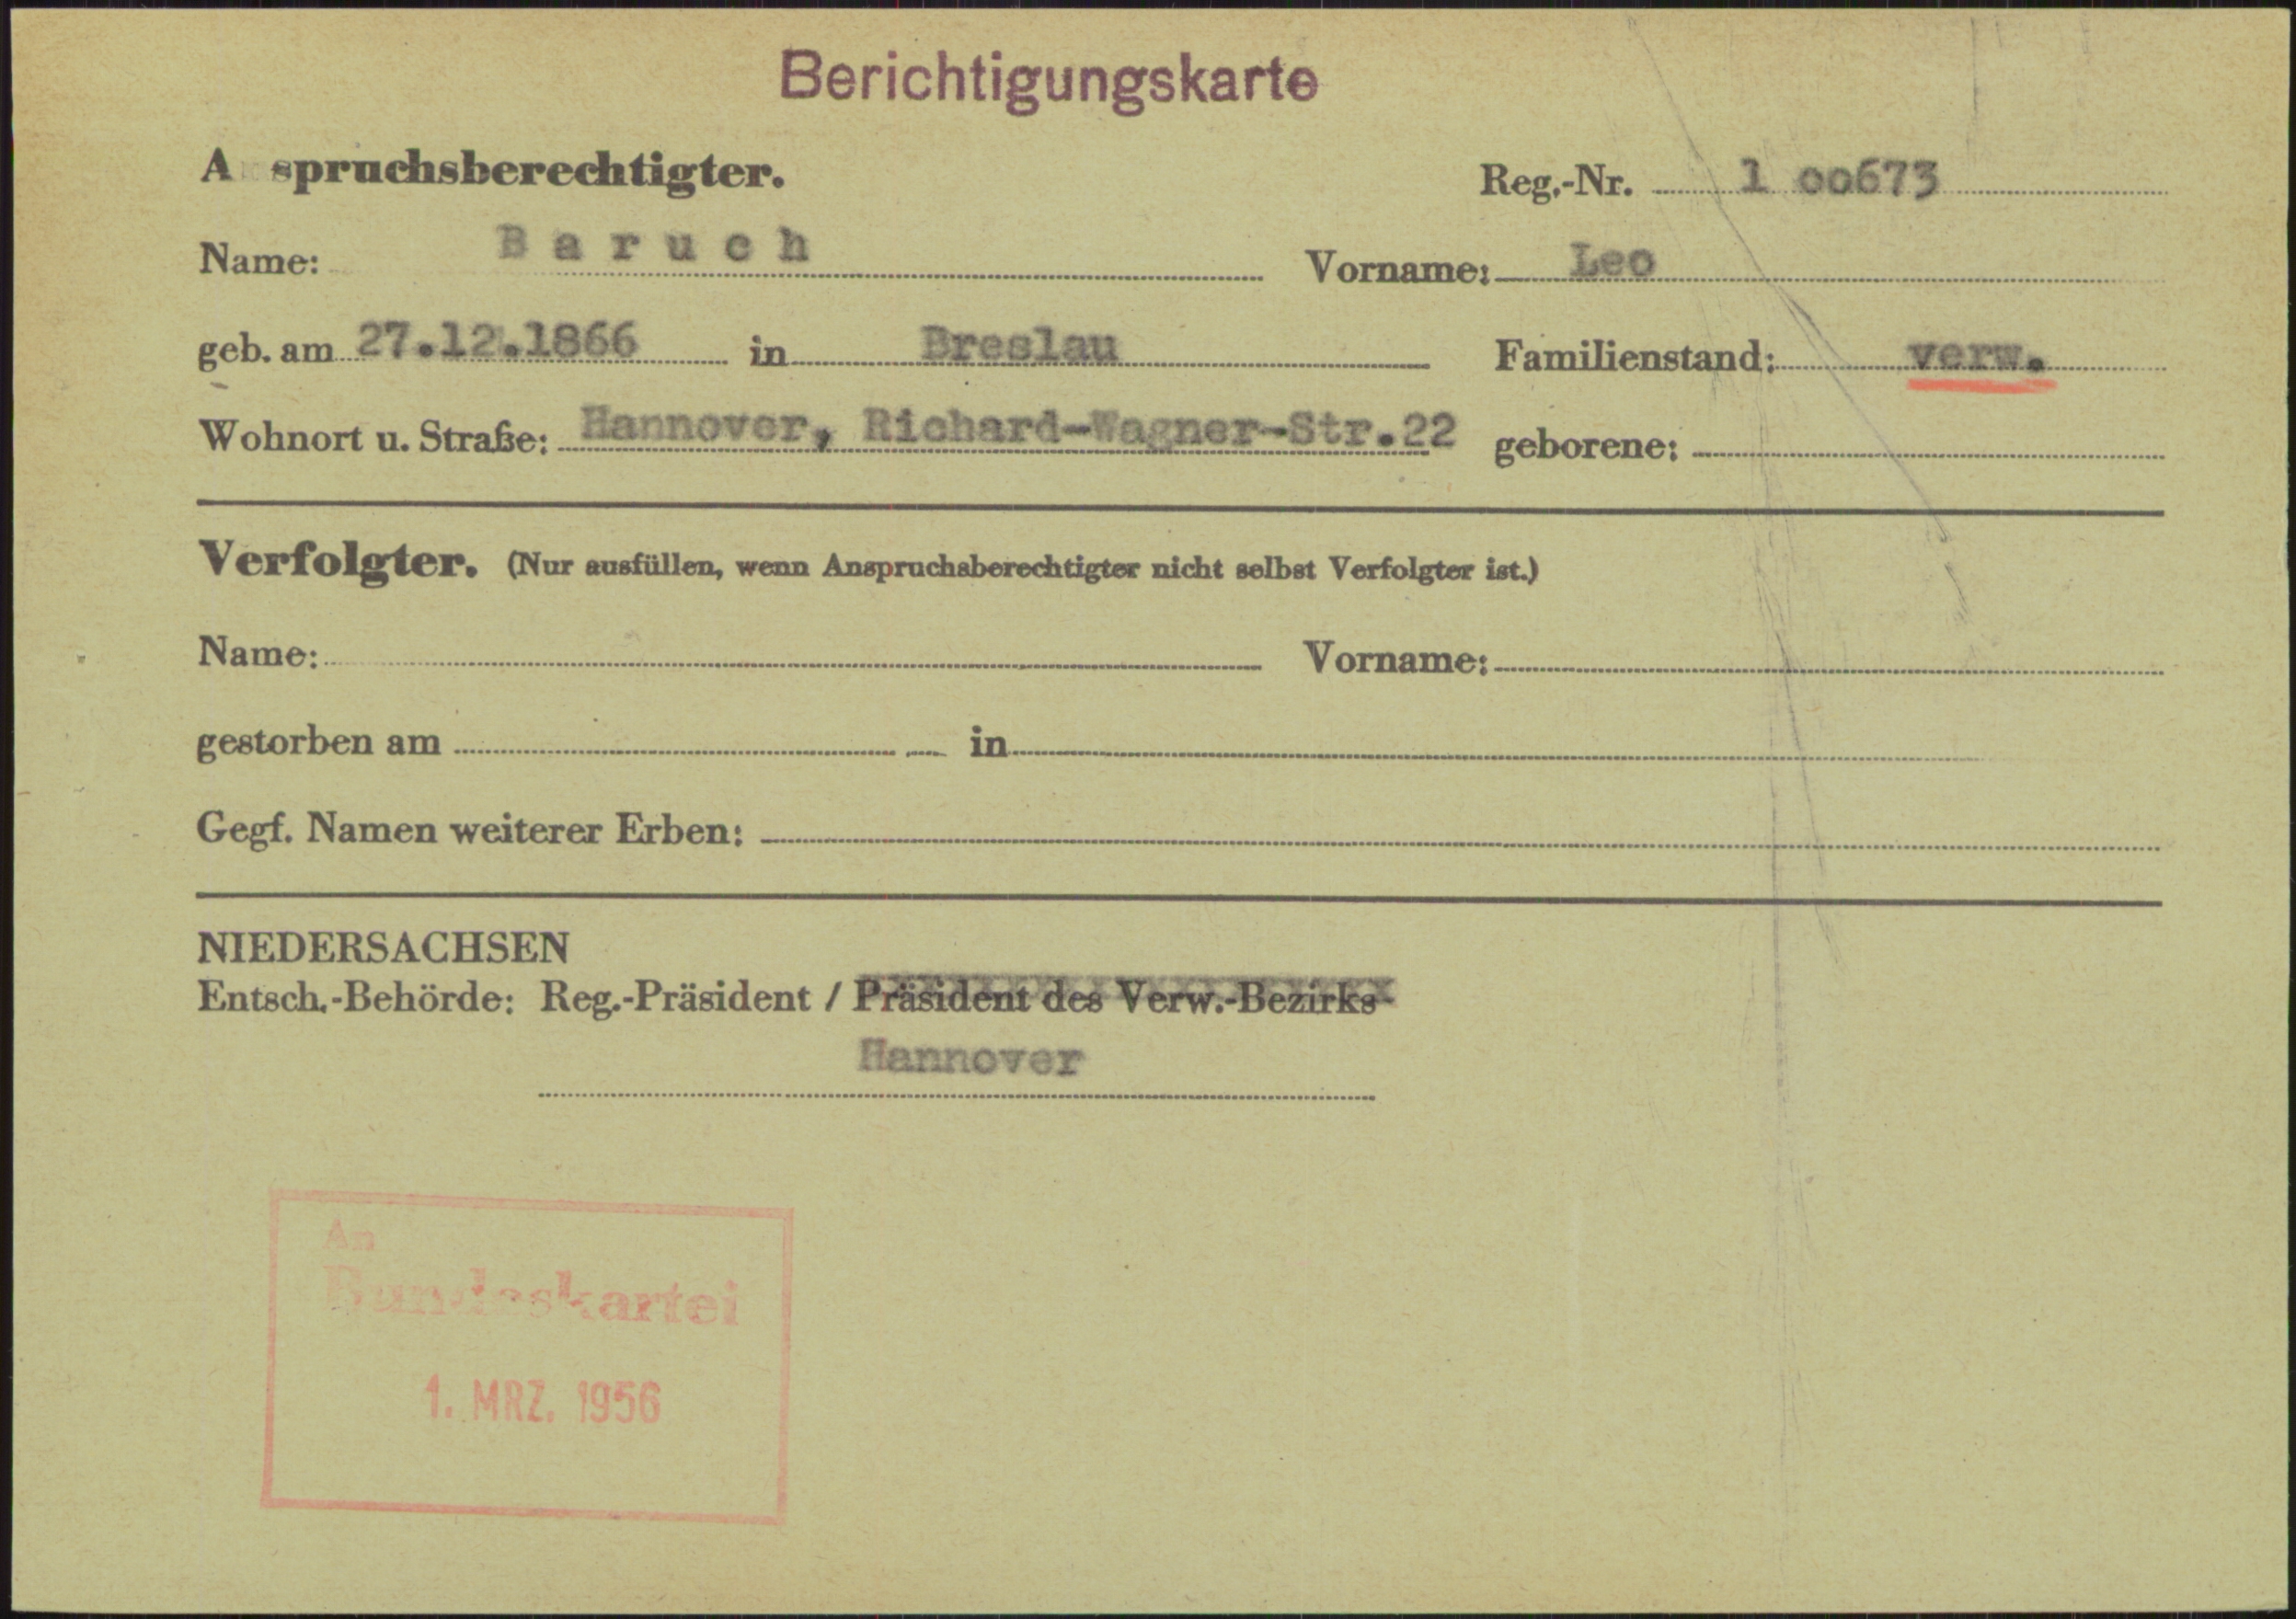 Berichtigungskarte
A spruchsberechtigter. Reg.-Nr. 1 00673
Name: Baruch Vorname: Leo
geb. am 27.12.1866 in Breslau Familienstand: verw.
Wohnort u. Straße: Hannover, Richard-Wagner-Str.22 geborene:
Verfolgter. (Nur ausfüllen, wenn Anspruchsberechtigter nicht selbst Verfolgter ist.)
Name: Vorname:
gestorben am in
Gegf. Namen weiterer Erben:
NIEDERSACHSEN
Entsch.-Behörde: Reg.-Präsident / Präsident des Verw.-Bezirks
Hannover
An
Bundeskartei
1. MRZ. 1956